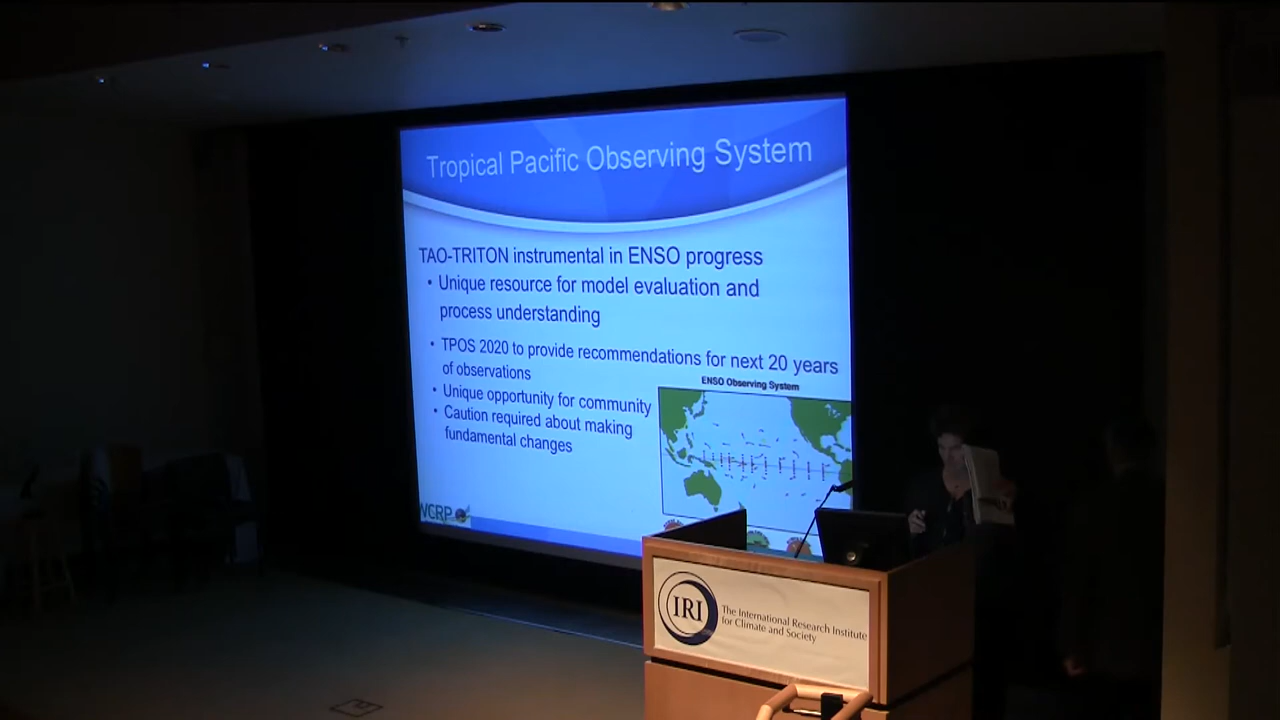 Tropical Pacific Observing System
TAO-TRITON instrumental in ENSO progress
• Unique resource for model evaluation and
process understanding
• TPOS 2020 to provide recommendations for next 20 years
of observations
• Unique opportunity for community
• Caution required about making
fundamental changes
ENSO Observing System
WCRP
IRI
The International Research Institute
for Climate and Society